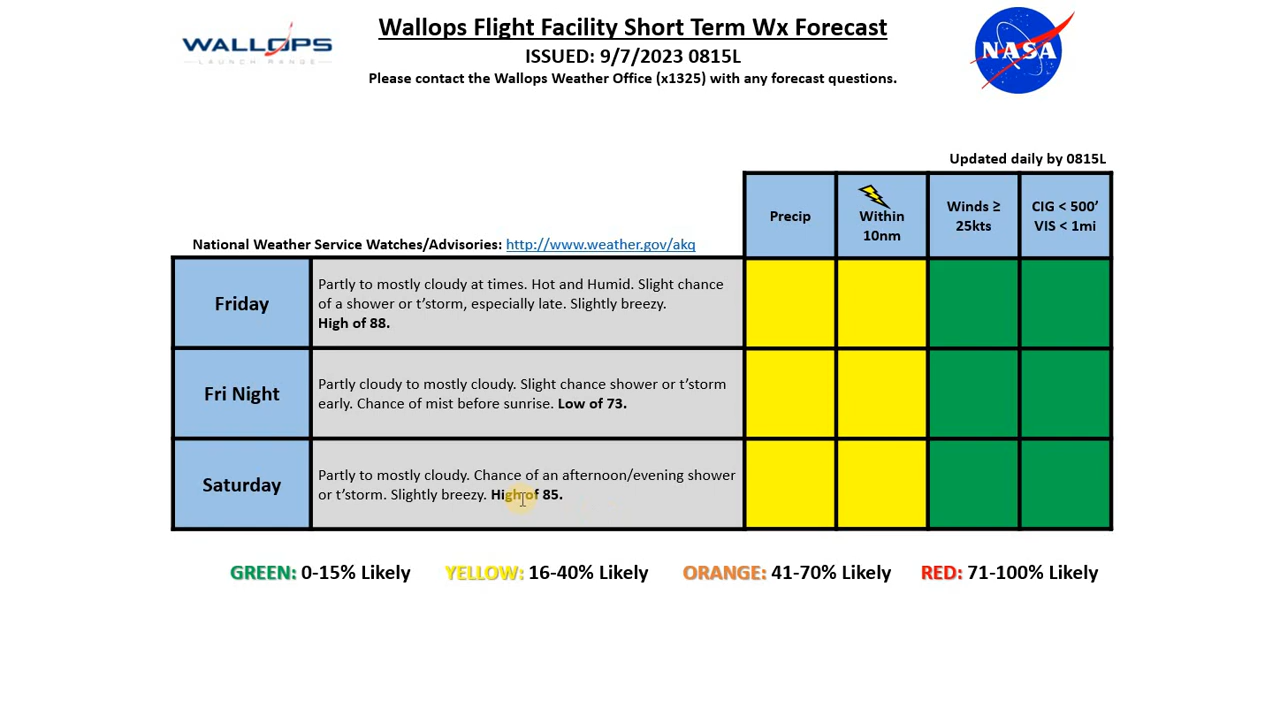 WALLOPS
LAUNCH RANGE
Wallops Flight Facility Short Term Wx Forecast
ISSUED: 9/7/2023 0815L
Please contact the Wallops Weather Office (x1325) with any forecast questions.
NASA
Updated daily by 0815L
Precip
Within
10nm
Winds ≥
25kts
CIG < 500’
VIS < 1mi
National Weather Service Watches/Advisories: http://www.weather.gov/akq
Friday
Partly to mostly cloudy at times. Hot and Humid. Slight chance
of a shower or t’storm, especially late. Slightly breezy.
High of 88.
Fri Night
Partly cloudy to mostly cloudy. Slight chance shower or t’storm
early. Chance of mist before sunrise. Low of 73.
Saturday
Partly to mostly cloudy. Chance of an afternoon/evening shower
or t’storm. Slightly breezy. High of 85.
GREEN: 0-15% Likely YELLOW: 16-40% Likely ORANGE: 41-70% Likely RED: 71-100% Likely